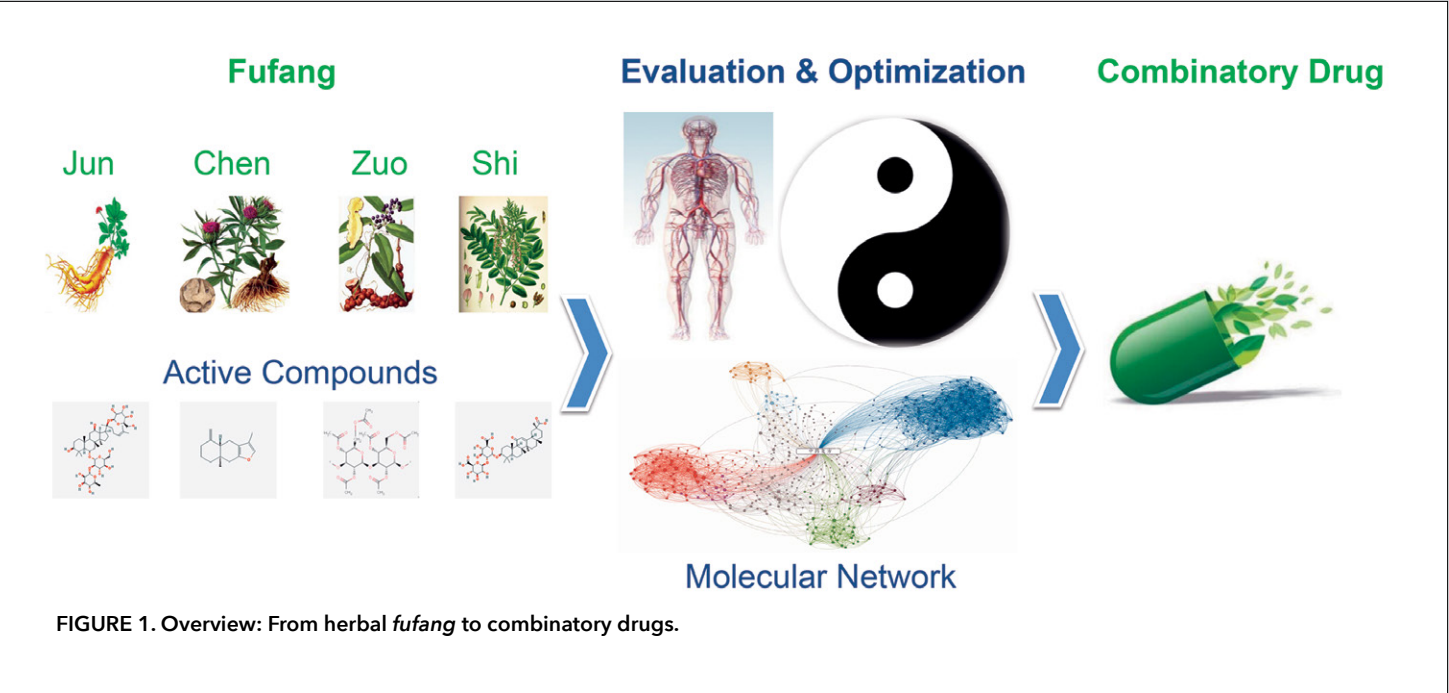 Fufang
Evaluation & Optimization
Combinatory Drug
Jun
Chen
Zuo
Shi
Active Compounds
Molecular Network
FIGURE 1. Overview: From herbal fufang to combinatory drugs.